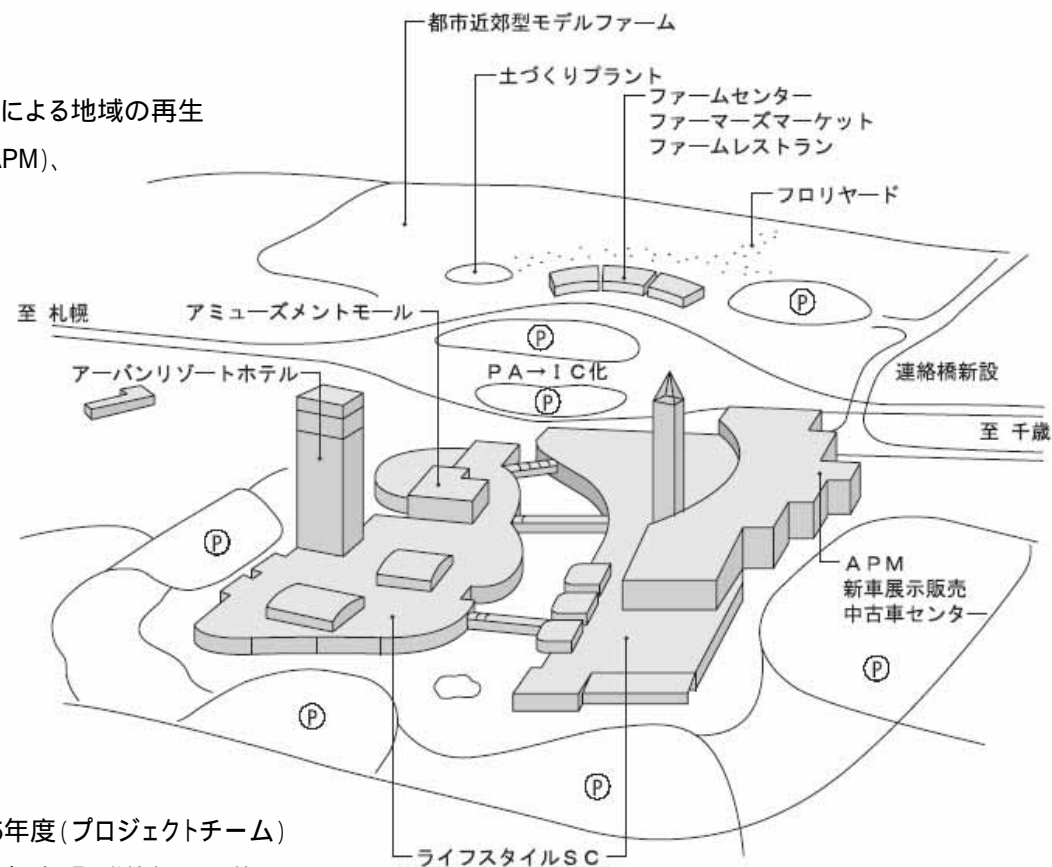 都市近郊型モデルファーム
土づくりプラント
による地域の再生
ファームセンター
ファーマーズマーケット
ファームレストラン
APM)、
フロリヤード
至 札幌
アミューズメントモール
Ⓟ
Ⓟ
アーバンリゾートホテル
PA→IC化
Ⓟ
連絡橋新設
至 千歳
Ⓟ
APM
新車展示販売
中古車センター
Ⓟ
Ⓟ
Ⓟ
5年度(プロジェクトチーム)
ライフスタイルSC